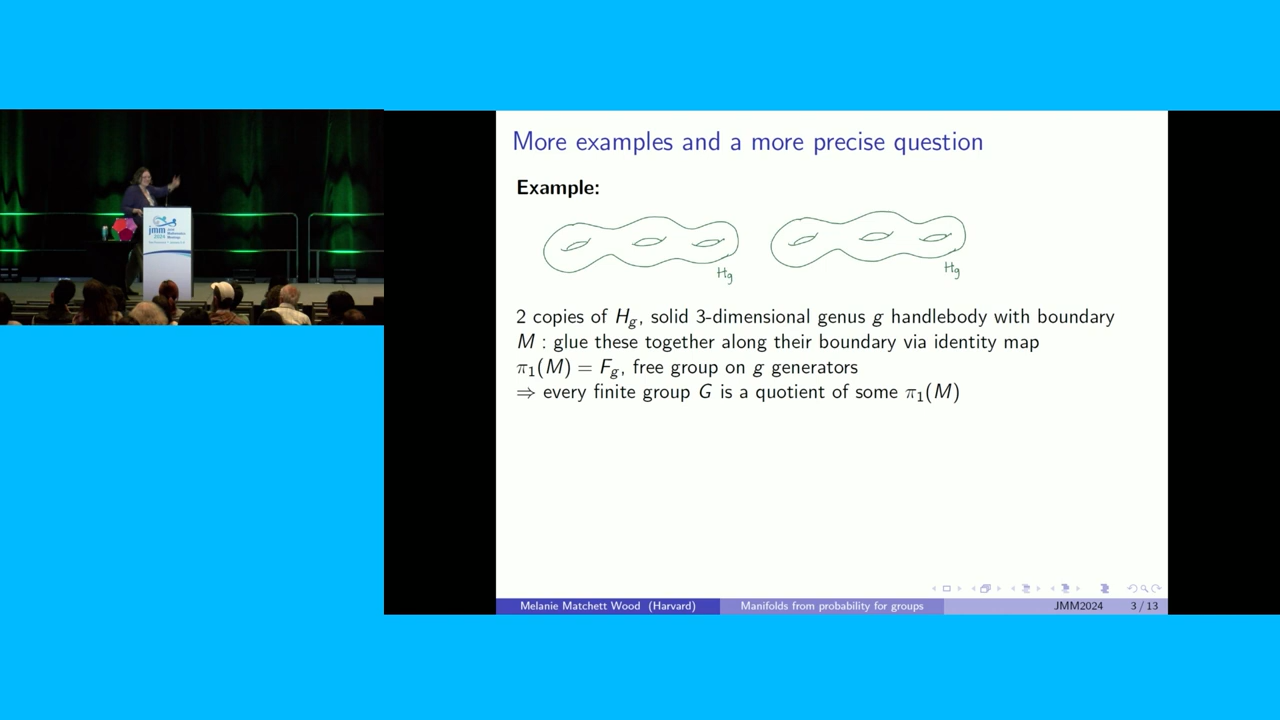 More examples and a more precise question
Example:
Hg
Hg
2 copies of Hg, solid 3-dimensional genus g handlebody with boundary
M : glue these together along their boundary via identity map
π₁(M) = Fg, free group on g generators
⇒ every finite group G is a quotient of some π₁(M)
Melanie Matchett Wood (Harvard) Manifolds from probability for groups JMM2024 3 / 13
jmm
2024